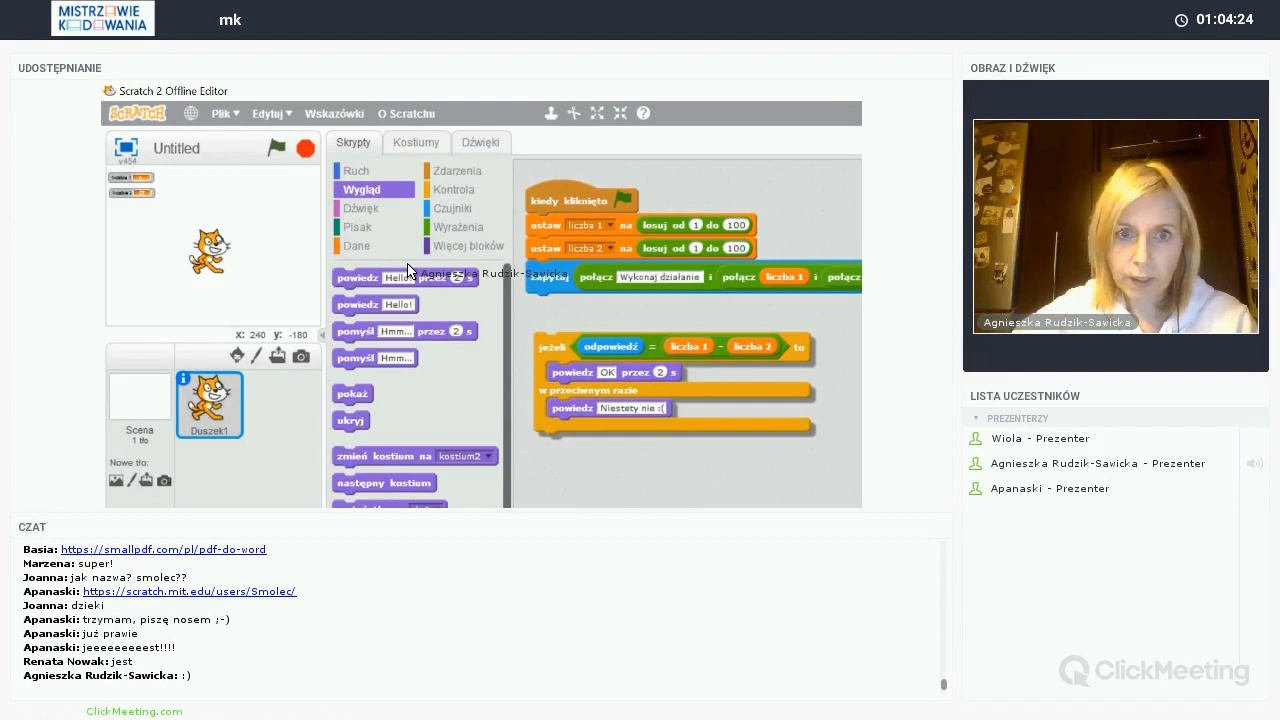 MISTRZOWIE
KODOWANIA
mk
01:04:24
UDOSTĘPNIANIE
Scratch 2 Offline Editor
SCRATCH
Plik
Edytuj
Wskazówki
O Scratchu
v454
Untitled
x: 240 y: -180
Duszek1
Scena
1 tło
Nowe tło:
Skrypty
Kostiumy
Dźwięki
Ruch
Wygląd
Dźwięk
Pisak
Dane
Zdarzenia
Kontrola
Czujniki
Wyrażenia
Więcej bloków
powiedz Hello! przez 2 s
Agnieszka Rudzik-Sawicka
powiedz Hello!
pomyśl Hmm... przez 2 s
pomyśl Hmm...
pokaż
ukryj
zmień kostium na kostium2
następny kostium
kiedy kliknięto
ustaw liczba 1 na losuj od 1 do 100
ustaw liczba 2 na losuj od 1 do 100
zapytaj połącz Wykonaj działanie i połącz liczba 1 i połącz
jeżeli odpowiedź = liczba 1 - liczba 2 to
powiedz OK przez 2 s
w przeciwnym razie
powiedz Niestety nie :(
OBRAZ I DŹWIĘK
Agnieszka Rudzik-Sawicka
LISTA UCZESTNIKÓW
PREZENTERZY
Wiola - Prezenter
Agnieszka Rudzik-Sawicka - Prezenter
Apanaski - Prezenter
CZAT
Basia: https://smallpdf.com/pl/pdf-do-word
Marzena: super!
Joanna: jak nazwa? smolec??
Apanaski: https://scratch.mit.edu/users/Smolec/
Joanna: dzieki
Apanaski: trzymam, piszę nosem ;-)
Apanaski: już prawie
Apanaski: jeeeeeeeeest!!!!
Renata Nowak: jest
Agnieszka Rudzik-Sawicka: :)
ClickMeeting
ClickMeeting.com